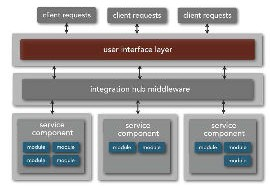 client requests
client requests
client requests
user interface layer
integration hub middleware
service
component
module
module
module
module
service
component
module
module
service
component
module
module
module